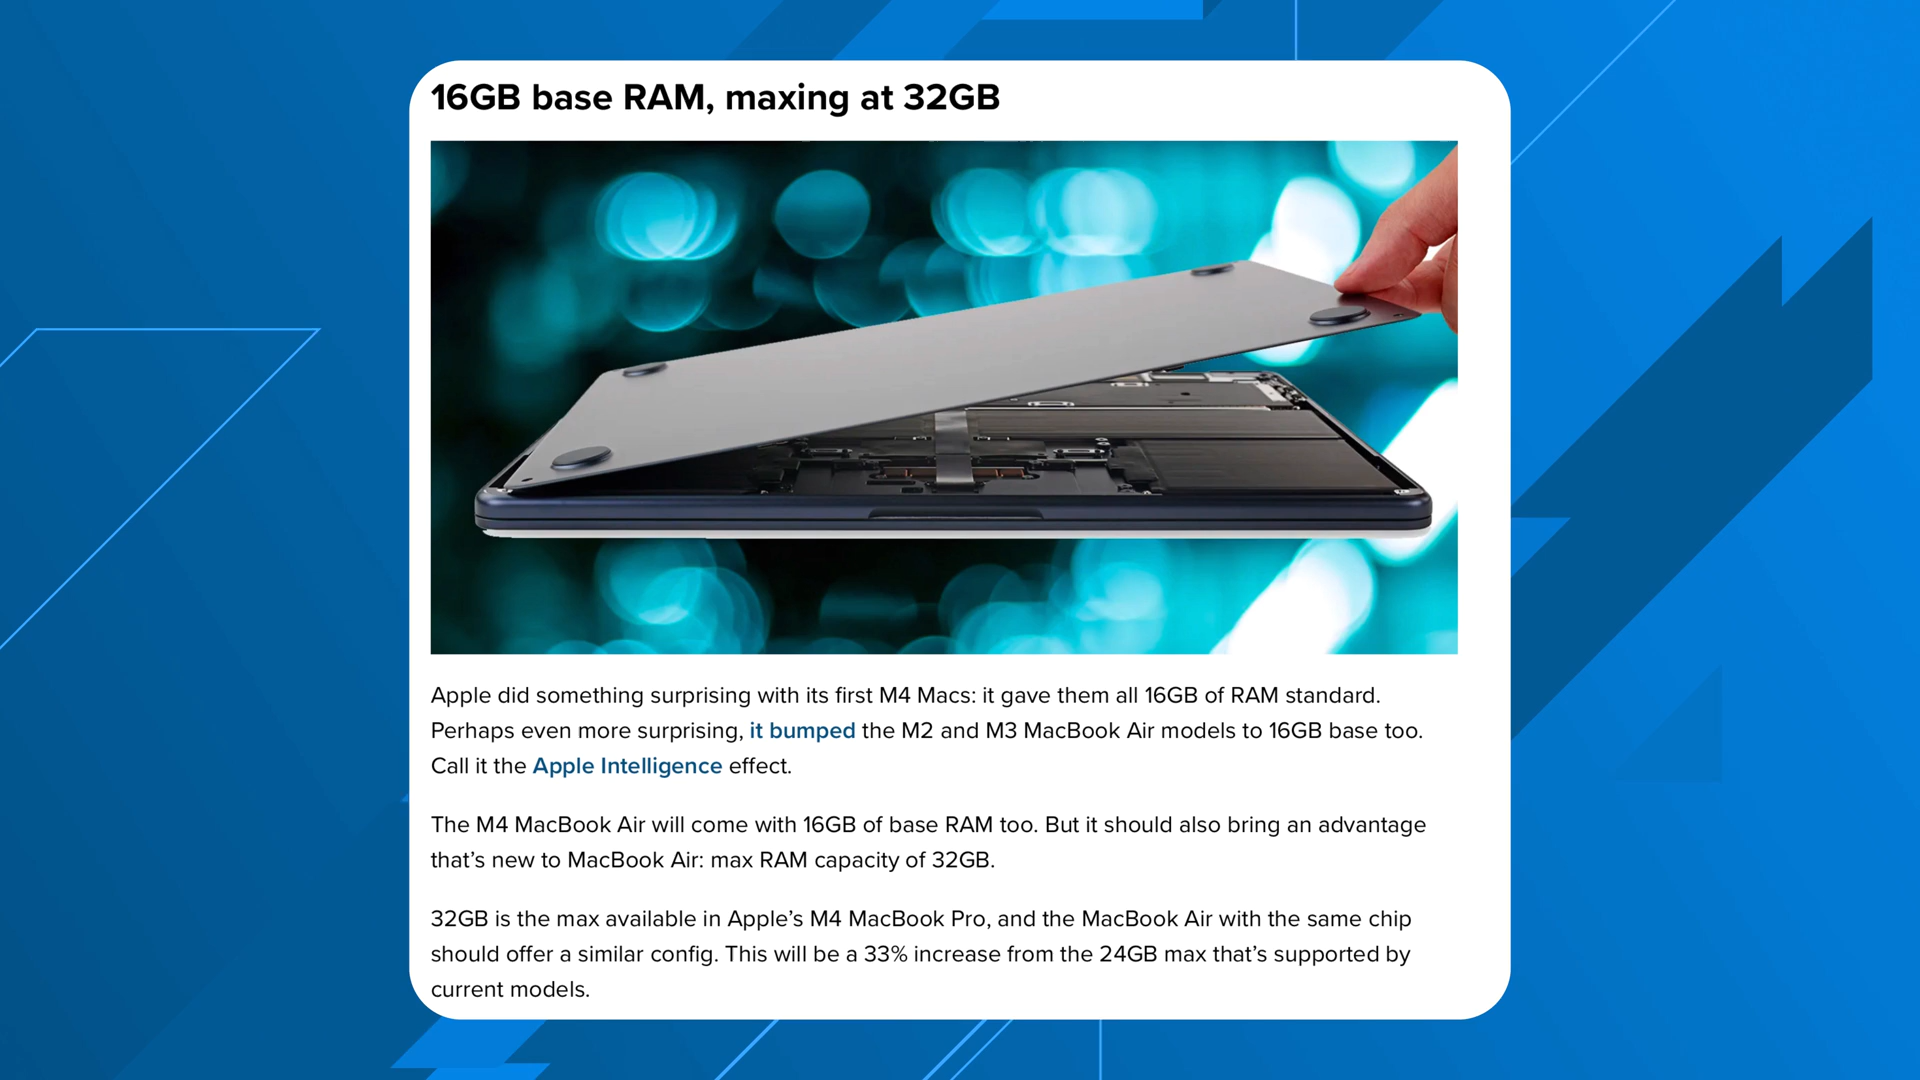 16GB base RAM, maxing at 32GB
Apple did something surprising with its first M4 Macs: it gave them all 16GB of RAM standard.
Perhaps even more surprising, it bumped the M2 and M3 MacBook Air models to 16GB base too.
Call it the Apple Intelligence effect.
The M4 MacBook Air will come with 16GB of base RAM too. But it should also bring an advantage
that’s new to MacBook Air: max RAM capacity of 32GB.
32GB is the max available in Apple’s M4 MacBook Pro, and the MacBook Air with the same chip
should offer a similar config. This will be a 33% increase from the 24GB max that’s supported by
current models.